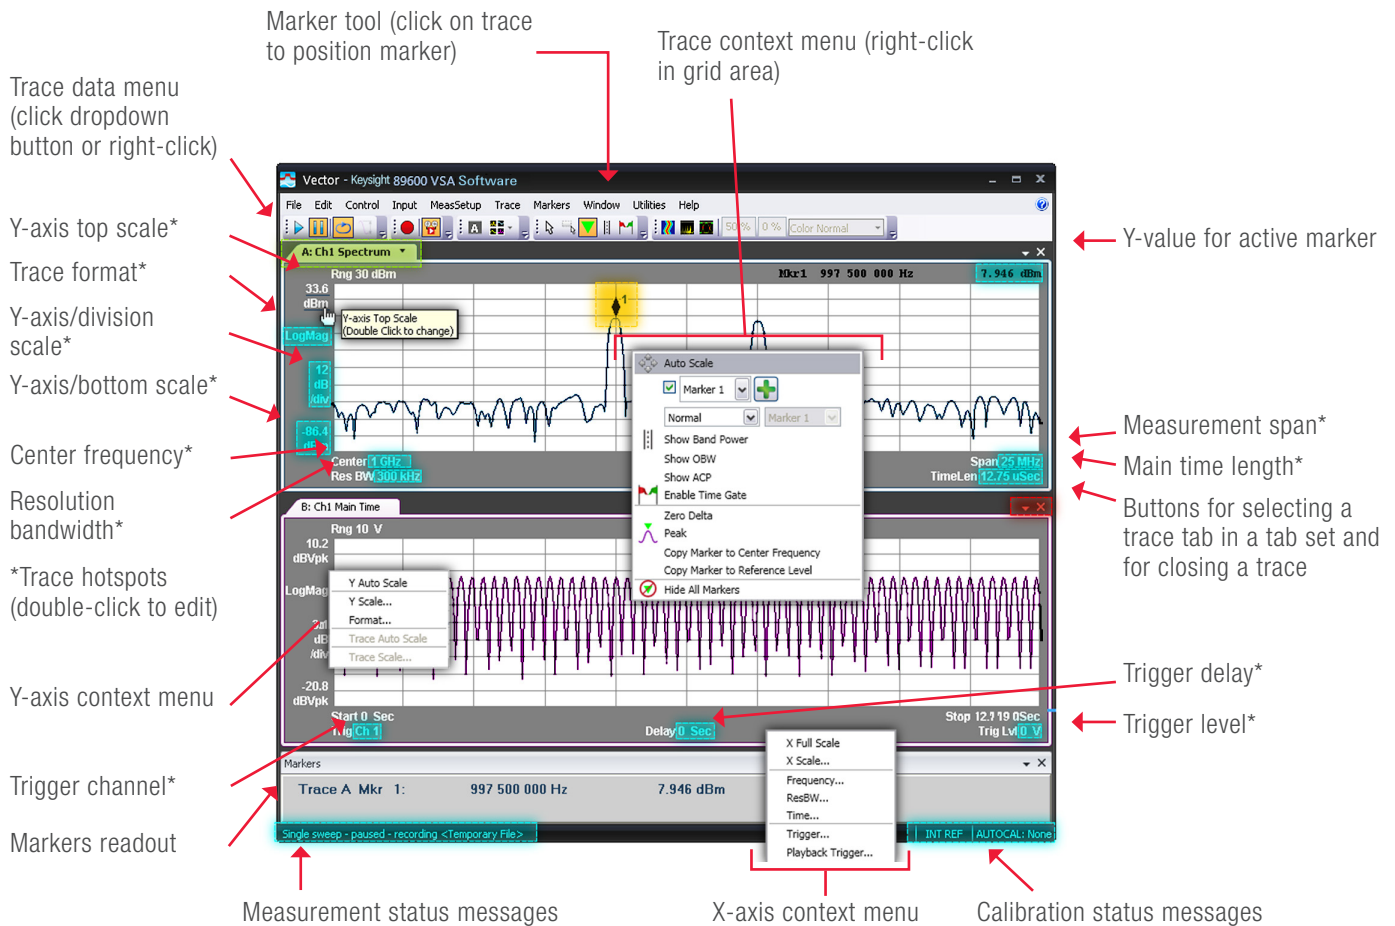 Marker tool (click on trace
to position marker)
Trace context menu (right-click
in grid area)
Trace data menu
(click dropdown
button or right-click)
Y-axis top scale*
Trace format*
Y-axis/division
scale*
Y-axis/bottom scale*
Center frequency*
Resolution
bandwidth*
*Trace hotspots
(double-click to edit)
Y-axis context menu
Trigger channel*
Markers readout
Vector - Keysight 89600 VSA Software
File Edit Control Input MeasSetup Trace Markers Window Utilities Help
A 50 % 0 % Color Normal
A: Ch1 Spectrum
Rng 30 dBm
Mkr1 997 500 000 Hz 7.946 dBm
33.6
dBm
1
Y-axis Top Scale
(Double Click to change)
LogMag
12
dB
/div
-86.4
Center 1 GHz
Span 25 MHz
Res BW 300 kHz
TimeLen 12.75 uSec
Auto Scale
Marker 1
Normal Marker 1
Show Band Power
Show OBW
Show ACP
Enable Time Gate
Zero Delta
Peak
Copy Marker to Center Frequency
Copy Marker to Reference Level
Hide All Markers
B: Ch1 Main Time
Rng 10 V
10.2
dBVpk
LogMag
dB
/div
-20.8
dBVpk
Y Auto Scale
Y Scale...
Format...
Trace Auto Scale
Trace Scale...
Start 0 Sec
Trig Ch 1
Delay 0 Sec
Stop
Trig Lvl 0 V
X Full Scale
X Scale...
Frequency...
ResBW...
Time...
Trigger...
Playback Trigger...
Markers
Trace A Mkr 1: 997 500 000 Hz 7.946 dBm
Single sweep - paused - recording <Temporary File>
INT REF AUTOCAL: None
Y-value for active marker
Measurement span*
Main time length*
Buttons for selecting a
trace tab in a tab set and
for closing a trace
Trigger delay*
Trigger level*
Measurement status messages
X-axis context menu
Calibration status messages